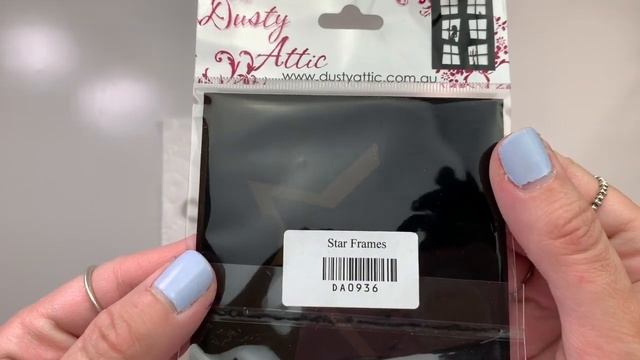 Dusty
Attic
www.dustyattic.com.au
Star Frames
DA0936